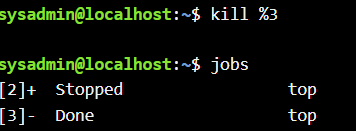 sysadmin@localhost:~$ kill %3
sysadmin@localhost:~$ jobs
[2]+  Stopped                 top
[3]-  Done                    top